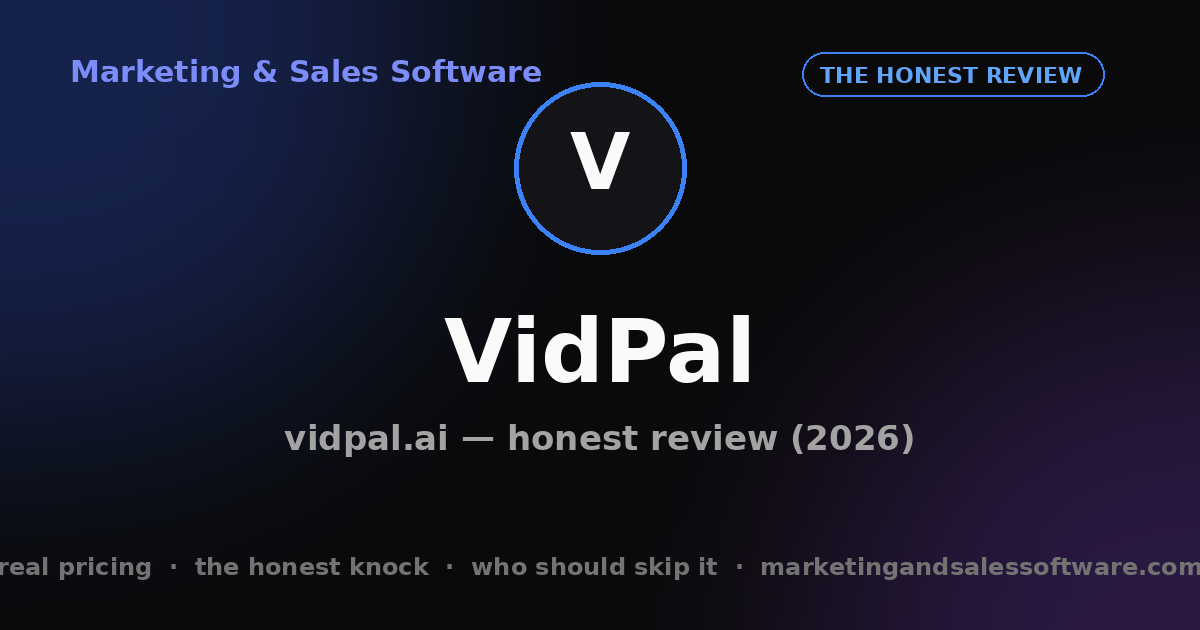 Marketing & Sales Software
THE HONEST REVIEW
V
VidPal
vidpal.ai — honest review (2026)
real pricing · the honest knock · who should skip it · marketingandsalessoftware.com